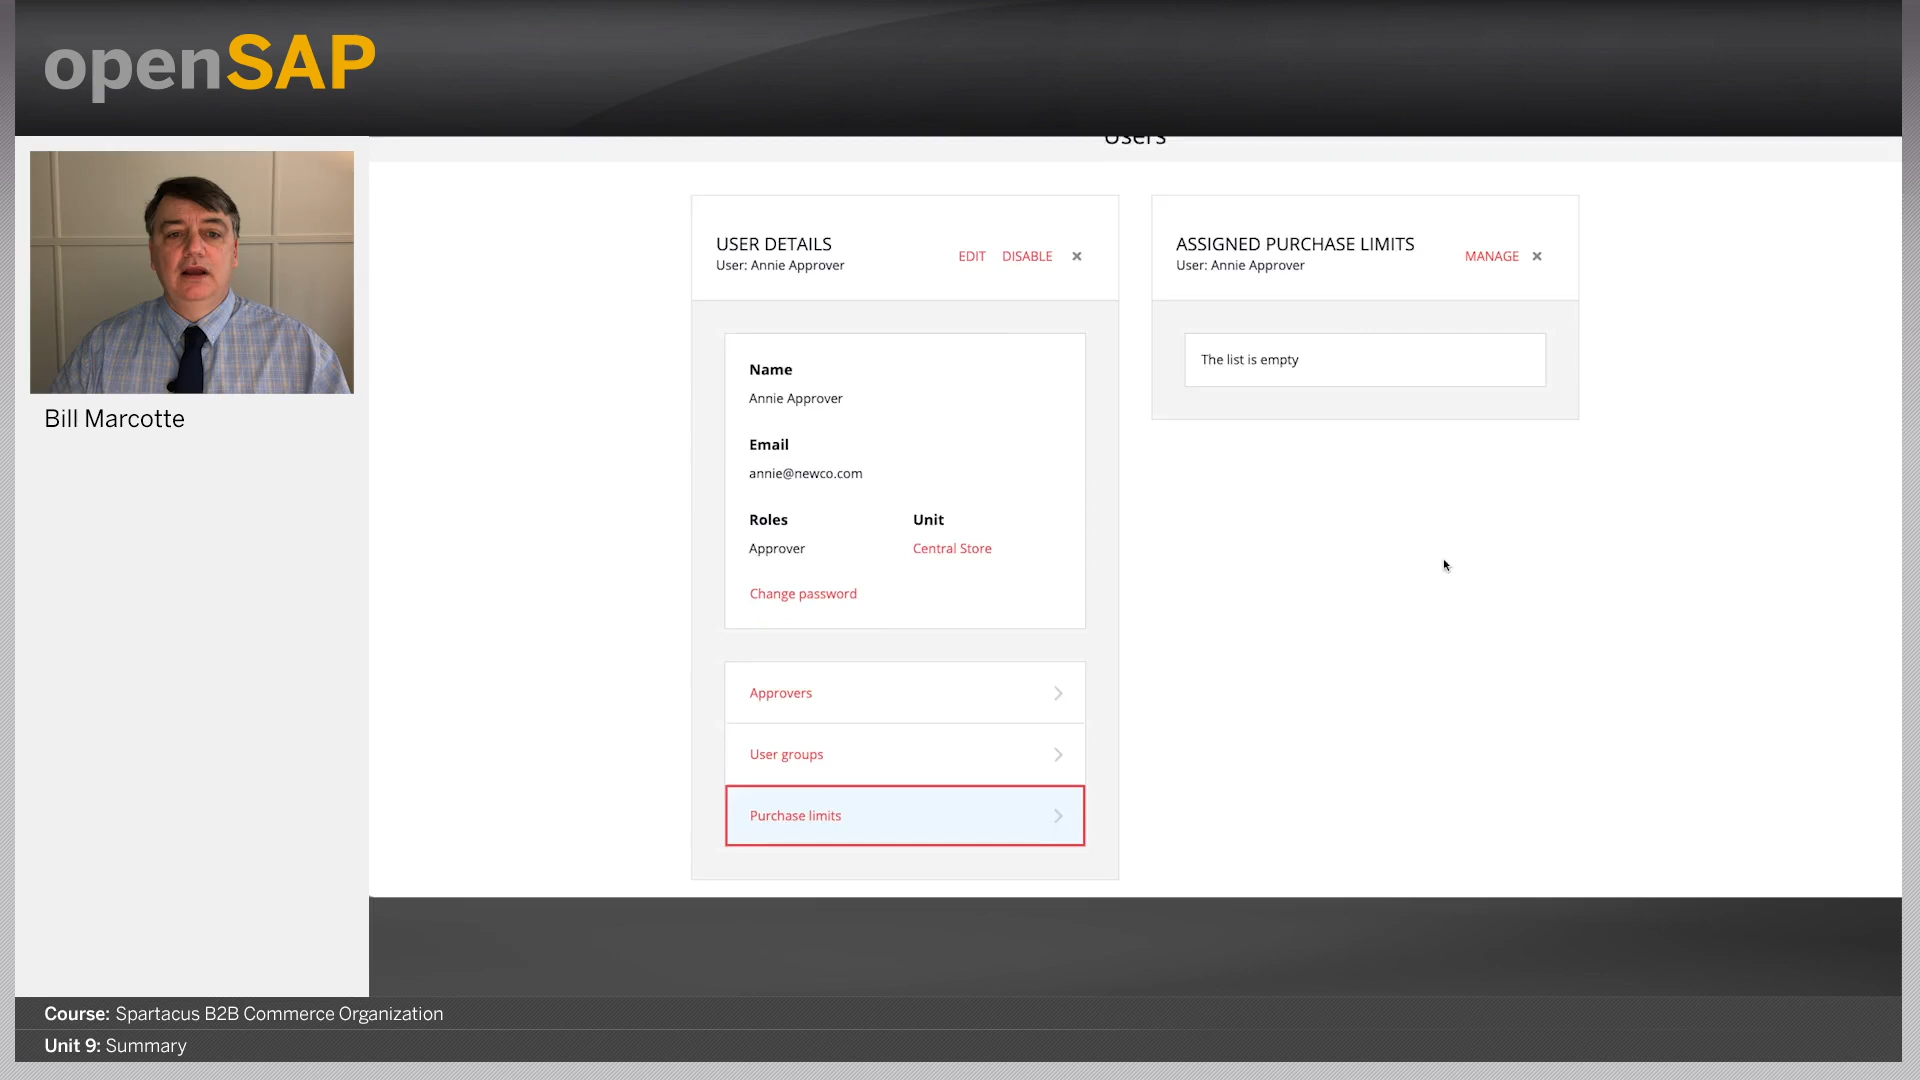 openSAP
Users
Bill Marcotte
USER DETAILS
User: Annie Approver
EDIT DISABLE
Name
Annie Approver
Email
annie@newco.com
Roles Unit
Approver Central Store
Change password
Approvers
User groups
Purchase limits
ASSIGNED PURCHASE LIMITS
User: Annie Approver
MANAGE
The list is empty
Course: Spartacus B2B Commerce Organization
Unit 9: Summary